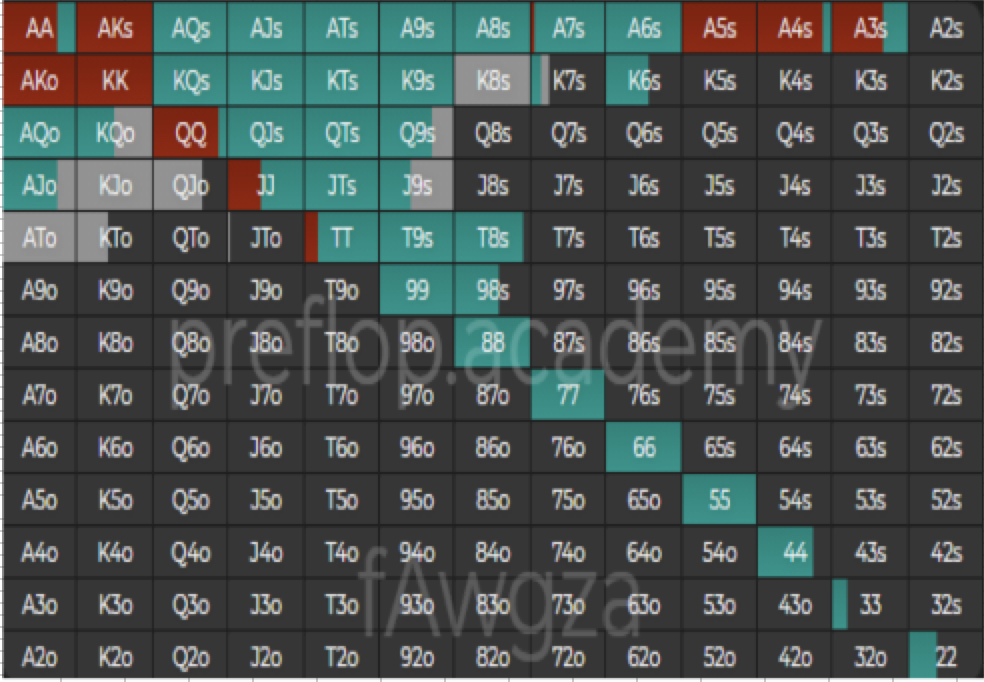 AA AKs AQs AJs ATs A9s A8s A7s A6s A5s A4s A3s A2s
AKo KK KQs KJs KTs K9s K8s K7s K6s K5s K4s K3s K2s
AQo KQo QQ QJs QTs Q9s Q8s Q7s Q6s Q5s Q4s Q3s Q2s
AJo KJo QJo JJ JTs J9s J8s J7s J6s J5s J4s J3s J2s
ATo KTo QTo JTo TT T9s T8s T7s T6s T5s T4s T3s T2s
A9o K9o Q9o J9o T9o 99 98s 97s 96s 95s 94s 93s 92s
A8o K8o Q8o J8o T8o 98o 88 87s 86s 85s 84s 83s 82s
preflop.academy
A7o K7o Q7o J7o T7o 97o 87o 77 76s 75s 74s 73s 72s
A6o K6o Q6o J6o T6o 96o 86o 76o 66 65s 64s 63s 62s
A5o K5o Q5o J5o T5o 95o 85o 75o 65o 55 54s 53s 52s
A4o K4o Q4o J4o T4o 94o 84o 74o 64o 54o 44 43s 42s
A3o K3o Q3o J3o T3o 93o 83o 73o 63o 53o 43o 33 32s
fAwgza
A2o K2o Q2o J2o T2o 92o 82o 72o 62o 52o 42o 32o 22